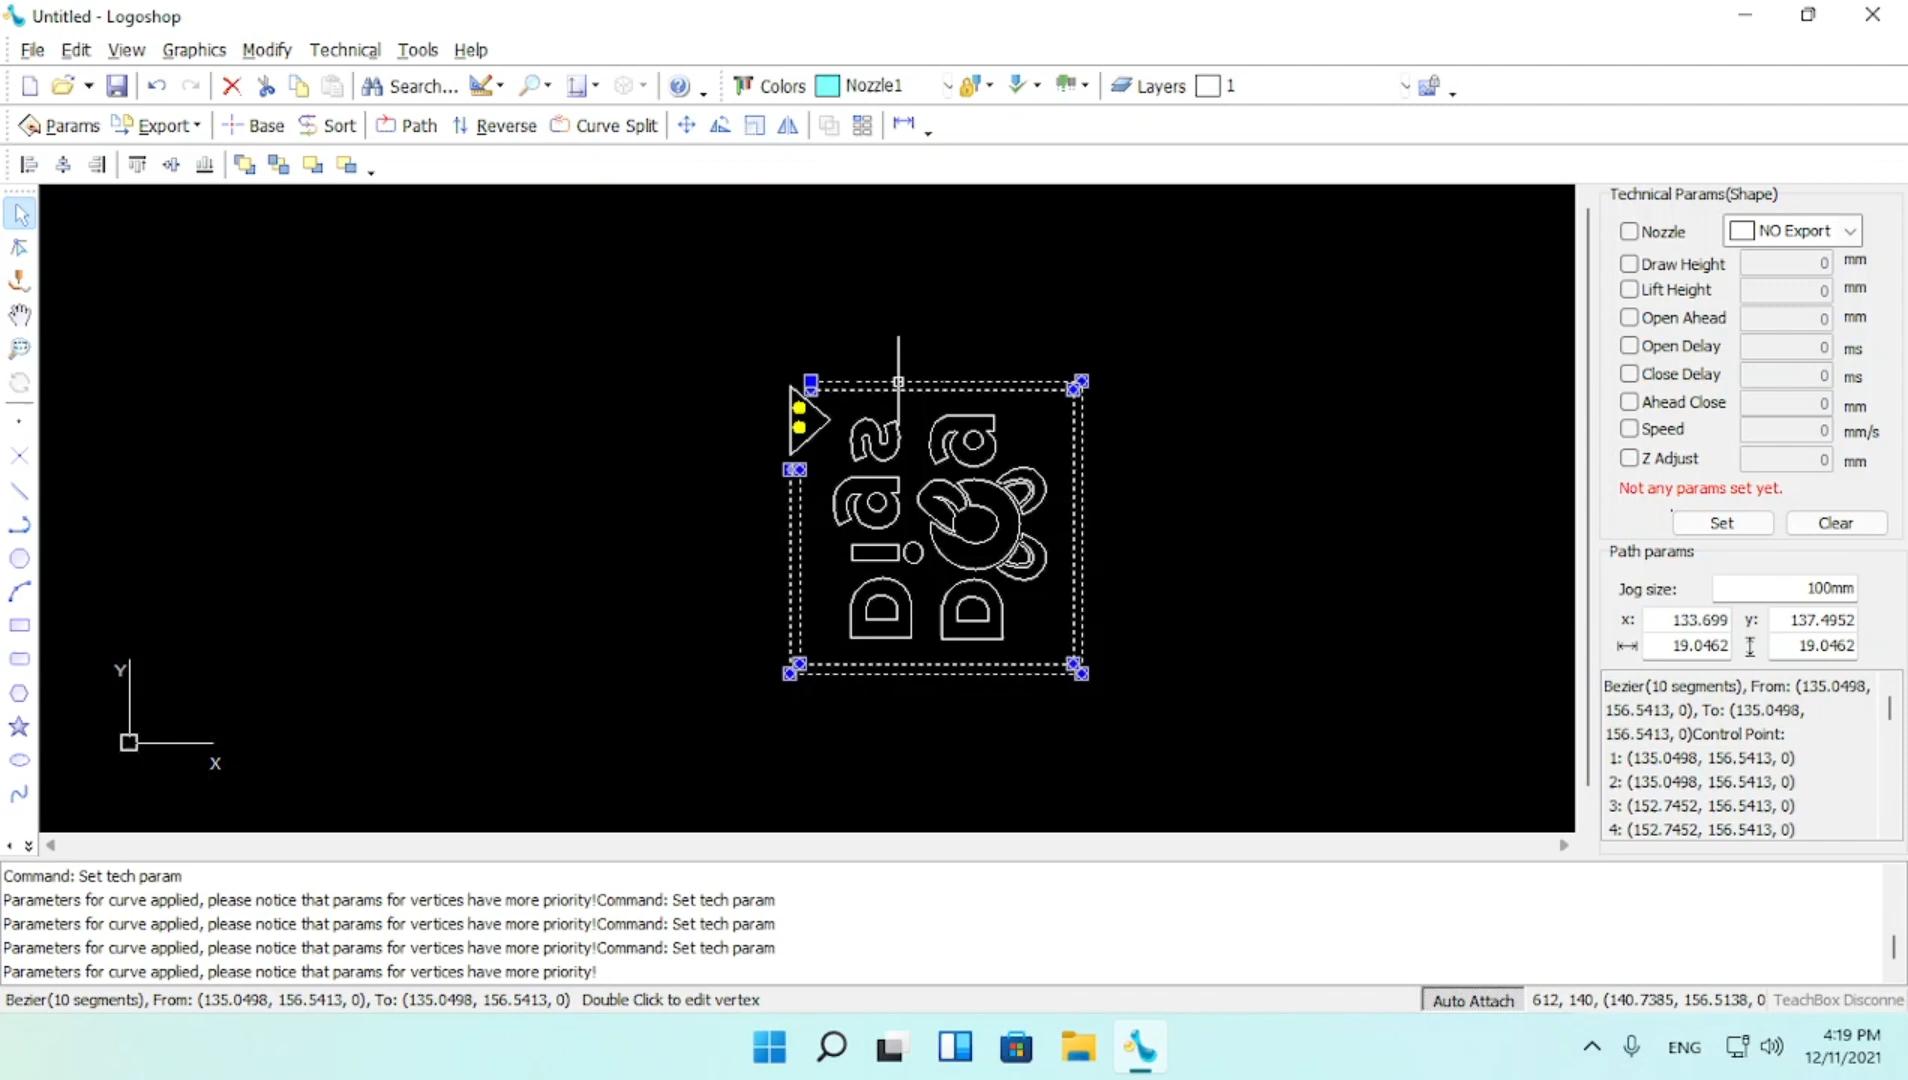 Untitled - Logoshop
File Edit View Graphics Modify Technical Tools Help
Search... Colors Nozzle1 Layers 1
Params Export Base Sort Path Reverse Curve Split
Technical Params(Shape)
Nozzle NO Export
Draw Height 0 mm
Lift Height 0 mm
Open Ahead 0 mm
Open Delay 0 ms
Close Delay 0 ms
Ahead Close 0 mm
Speed 0 mm/s
Z Adjust 0 mm
Not any params set yet.
Set Clear
Path params
Jog size: 100mm
x: 133.699 y: 137.4952
19.0462 19.0462
Bezier(10 segments), From: (135.0498,
156.5413, 0), To: (135.0498,
156.5413, 0)Control Point:
1: (135.0498, 156.5413, 0)
2: (135.0498, 156.5413, 0)
3: (152.7452, 156.5413, 0)
4: (152.7452, 156.5413, 0)
Dias
Y
X
Command: Set tech param
Parameters for curve applied, please notice that params for vertices have more priority!Command: Set tech param
Parameters for curve applied, please notice that params for vertices have more priority!Command: Set tech param
Parameters for curve applied, please notice that params for vertices have more priority!Command: Set tech param
Parameters for curve applied, please notice that params for vertices have more priority!
Bezier(10 segments), From: (135.0498, 156.5413, 0), To: (135.0498, 156.5413, 0) Double Click to edit vertex
Auto Attach 612, 140, (140.7385, 156.5138, 0 TeachBox Disconne
ENG
4:19 PM
12/11/2021